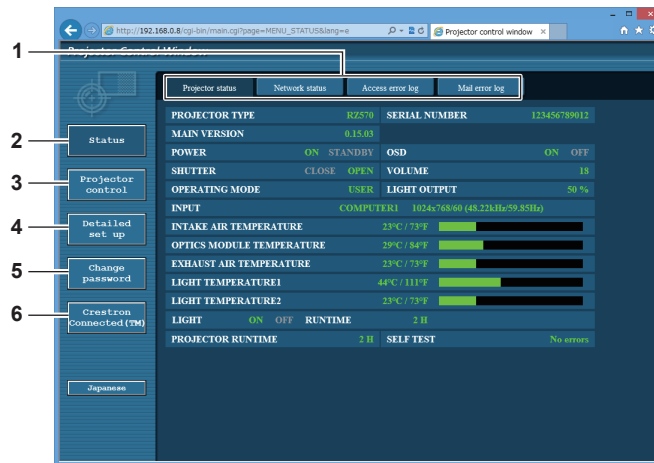 http://192.168.0.8/cgi-bin/main.cgi?page=MENU_STATUS&lang=e
Projector control window
Projector Control Window
1
Projector status
Network status
Access error log
Mail error log
2
Status
3
Projector control
4
Detailed set up
5
Change password
6
Crestron Connected(TM)
Japanese
PROJECTOR TYPE RZ570 SERIAL NUMBER 123456789012
MAIN VERSION 0.15.03
POWER ON STANDBY OSD ON OFF
SHUTTER CLOSE OPEN VOLUME 18
OPERATING MODE USER LIGHT OUTPUT 50 %
INPUT COMPUTER1 1024x768/60 (48.22kHz/59.85Hz)
INTAKE AIR TEMPERATURE 23°C / 73°F
OPTICS MODULE TEMPERATURE 29°C / 84°F
EXHAUST AIR TEMPERATURE 23°C / 73°F
LIGHT TEMPERATURE1 44°C / 111°F
LIGHT TEMPERATURE2 23°C / 73°F
LIGHT ON OFF RUNTIME 2 H
PROJECTOR RUNTIME 2 H SELF TEST No errors